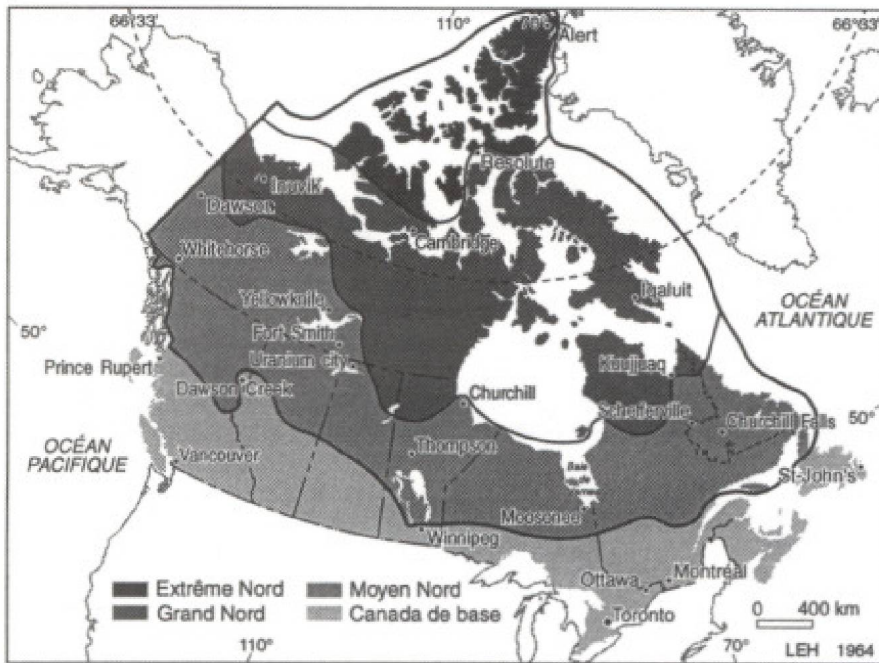 66°33'
110°
70°
66°33'
Alert
Resolute
Inuvik
Dawson
Cambridge
Whitehorse
Iqaluit
OCÉAN
ATLANTIQUE
Yellowknife
50°
Fort Smith
Kuujjuaq
Prince Rupert
Uranium city
Dawson Creek
Churchill
Schefferville
Churchill Falls
50°
OCÉAN
PACIFIQUE
Thompson
Vancouver
Baie
St-John's
Moosonee
Winnipeg
Extrême Nord
Moyen Nord
Ottawa
Montréal
Grand Nord
Canada de base
Toronto
0 400 km
110°
70°
LEH 1964